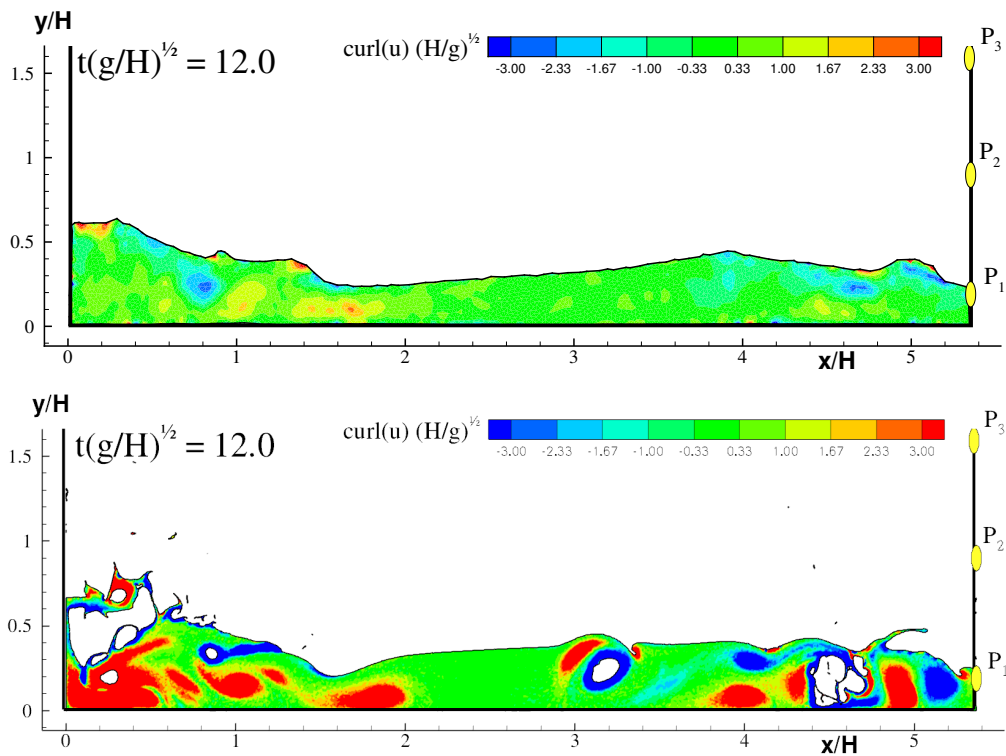 y/H
t(g/H)^½ = 12.0
curl(u) (H/g)^½
-3.00 -2.33 -1.67 -1.00 -0.33 0.33 1.00 1.67 2.33 3.00
P3
1.5
P2
1
0.5
P1
0
0 1 2 3 4 5
x/H
y/H
t(g/H)^½ = 12.0
curl(u) (H/g)^½
-3.00 -2.33 -1.67 -1.00 -0.33 0.33 1.00 1.67 2.33 3.00
P3
1.5
P2
1
0.5
P1
0
0 1 2 3 4 5
x/H